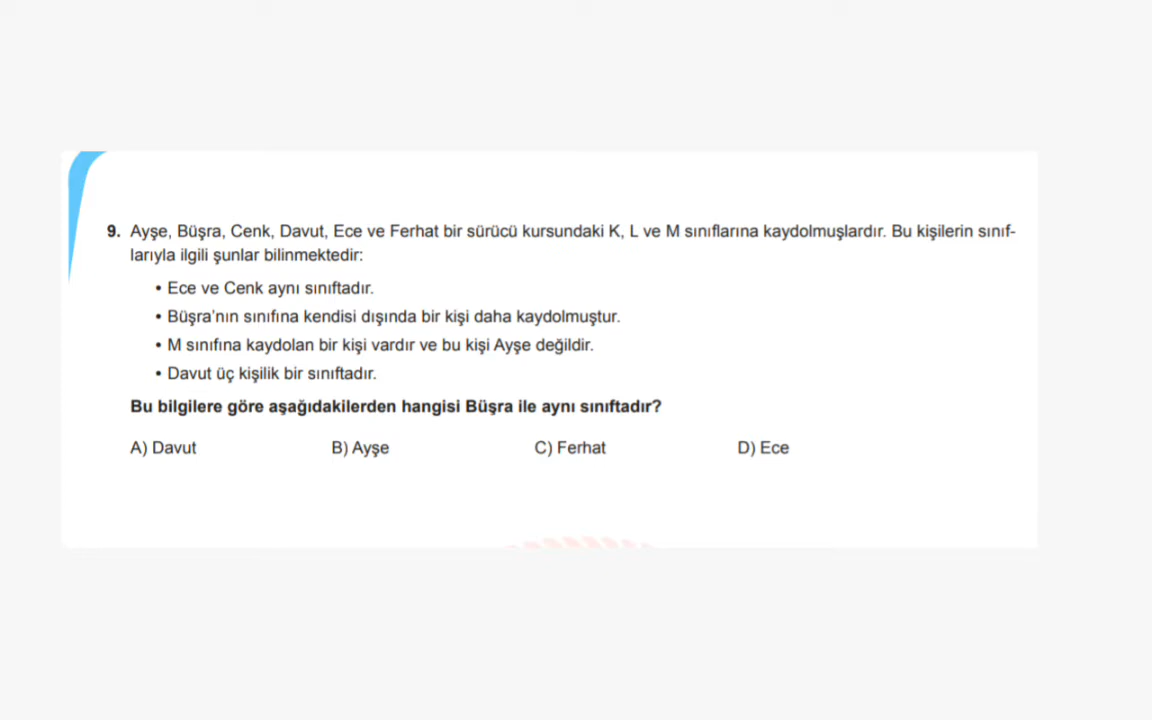 9. Ayşe, Büşra, Cenk, Davut, Ece ve Ferhat bir sürücü kursundaki K, L ve M sınıflarına kaydolmuşlardır. Bu kişilerin sınıf-
larıyla ilgili şunlar bilinmektedir:
• Ece ve Cenk aynı sınıftadır.
• Büşra'nın sınıfına kendisi dışında bir kişi daha kaydolmuştur.
• M sınıfına kaydolan bir kişi vardır ve bu kişi Ayşe değildir.
• Davut üç kişilik bir sınıftadır.
Bu bilgilere göre aşağıdakilerden hangisi Büşra ile aynı sınıftadır?
A) Davut B) Ayşe C) Ferhat D) Ece